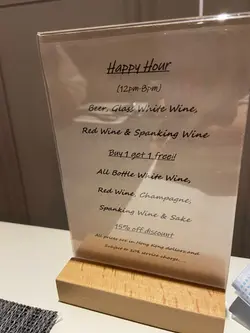 Happy Hour
(12pm-8pm)
Beer, Glass White Wine,
Red Wine & Spanking Wine
Buy 1 get 1 free!!
All Bottle White Wine,
Red Wine, Champagne,
Spanking Wine & Sake
15% off discount
All prices are in Hong Kong dollars and
Subject to 10% service charge.